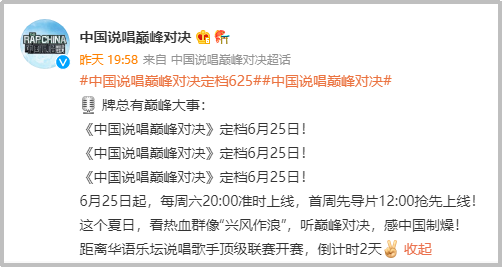 RAP CHINA
中国说唱巅峰对决
昨天 19:58 来自 中国说唱巅峰对决超话
#中国说唱巅峰对决定档625##中国说唱巅峰对决#
牌总有巅峰大事：
《中国说唱巅峰对决》定档6月25日！
《中国说唱巅峰对决》定档6月25日！
《中国说唱巅峰对决》定档6月25日！
6月25日起，每周六20:00准时上线，首周先导片12:00抢先上线！
这个夏日，看热血群像“兴风作浪”，听巅峰对决，感中国制燥！
距离华语乐坛说唱歌手顶级联赛开赛，倒计时2天 收起